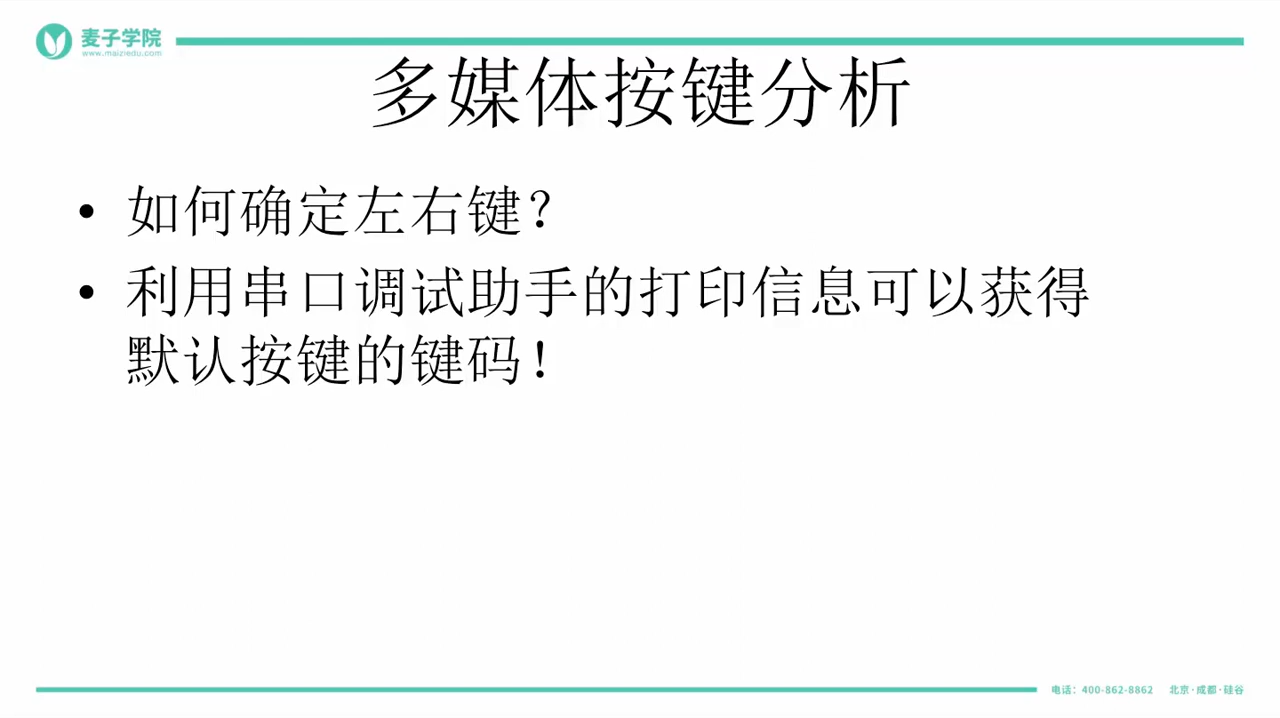 麦子学院
www.maiziedu.com
多媒体按键分析
• 如何确定左右键？
• 利用串口调试助手的打印信息可以获得
默认按键的键码！
电话：400-862-8862 北京·成都·硅谷